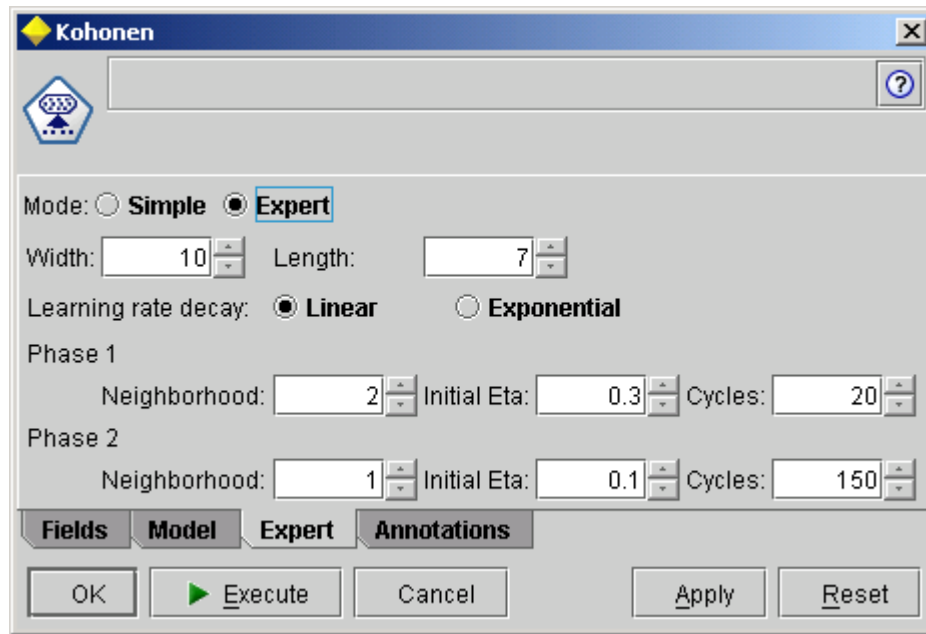 Kohonen
?
Mode: Simple Expert
Width: 10 Length: 7
Learning rate decay: Linear Exponential
Phase 1
Neighborhood: 2 Initial Eta: 0.3 Cycles: 20
Phase 2
Neighborhood: 1 Initial Eta: 0.1 Cycles: 150
Fields Model Expert Annotations
OK Execute Cancel Apply Reset